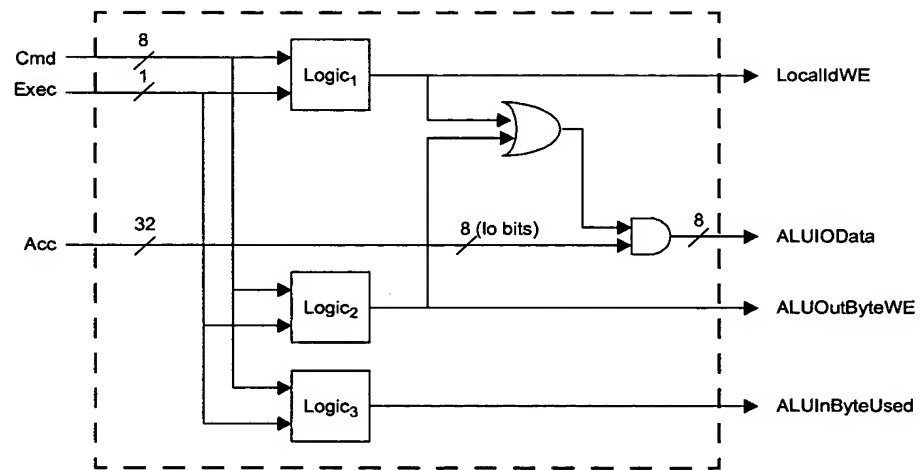 Cmd
8
Exec
1
Logic₁
LocalIdWE
Acc
32
8 (lo bits)
8
ALUIOData
Logic₂
ALUOutByteWE
Logic₃
ALUInByteUsed